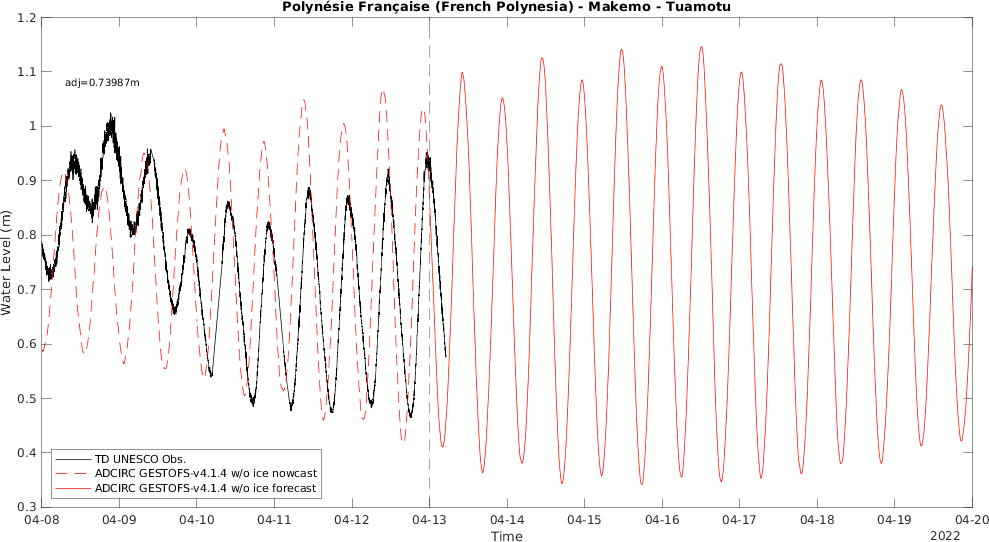 Polynésie Française (French Polynesia) - Makemo - Tuamotu
1.2
1.1
1
0.9
0.8
0.7
0.6
0.5
0.4
0.3
Water Level (m)
adj=0.73987m
TD UNESCO Obs.
ADCIRC GESTOFS-v4.1.4 w/o ice nowcast
ADCIRC GESTOFS-v4.1.4 w/o ice forecast
04-08 04-09 04-10 04-11 04-12 04-13 04-14 04-15 04-16 04-17 04-18 04-19 04-20
Time
2022